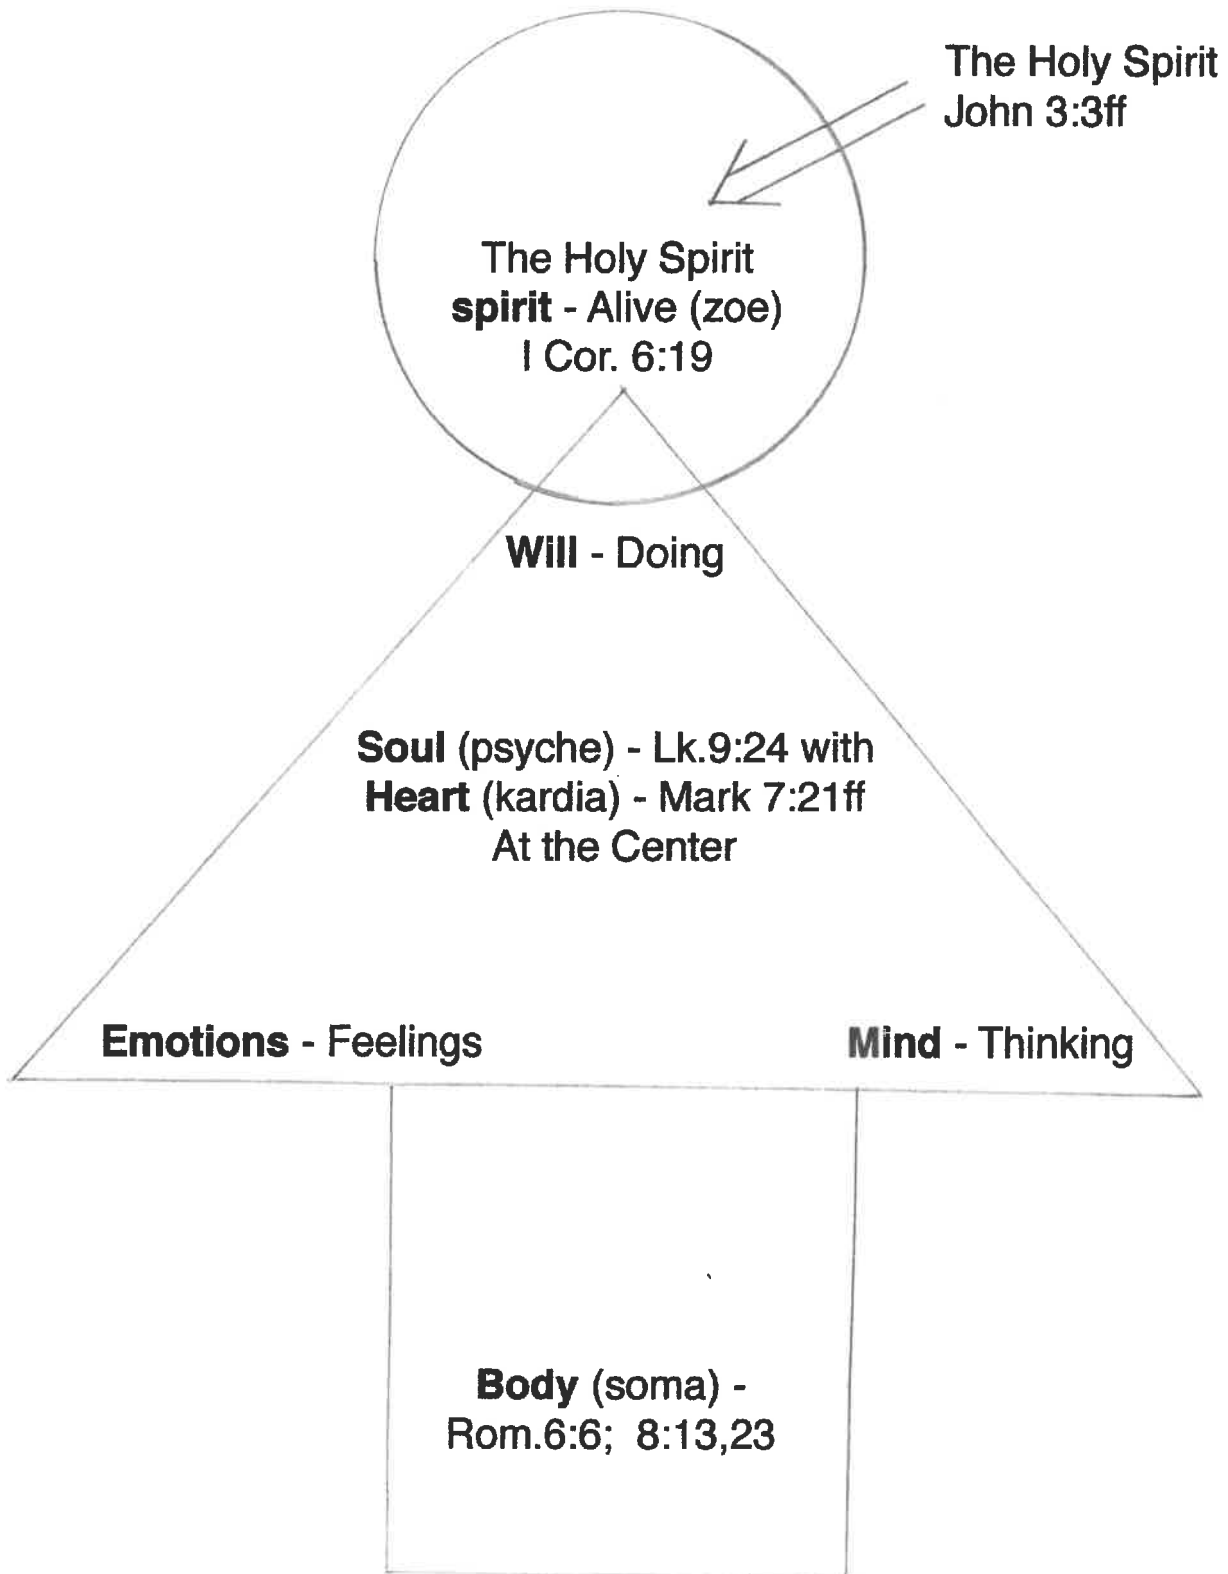 The Holy Spirit
John 3:3ff
The Holy Spirit
spirit - Alive (zoe)
I Cor. 6:19
Will - Doing
Soul (psyche) - Lk.9:24 with
Heart (kardia) - Mark 7:21ff
At the Center
Emotions - Feelings
Mind - Thinking
Body (soma) -
Rom.6:6; 8:13,23